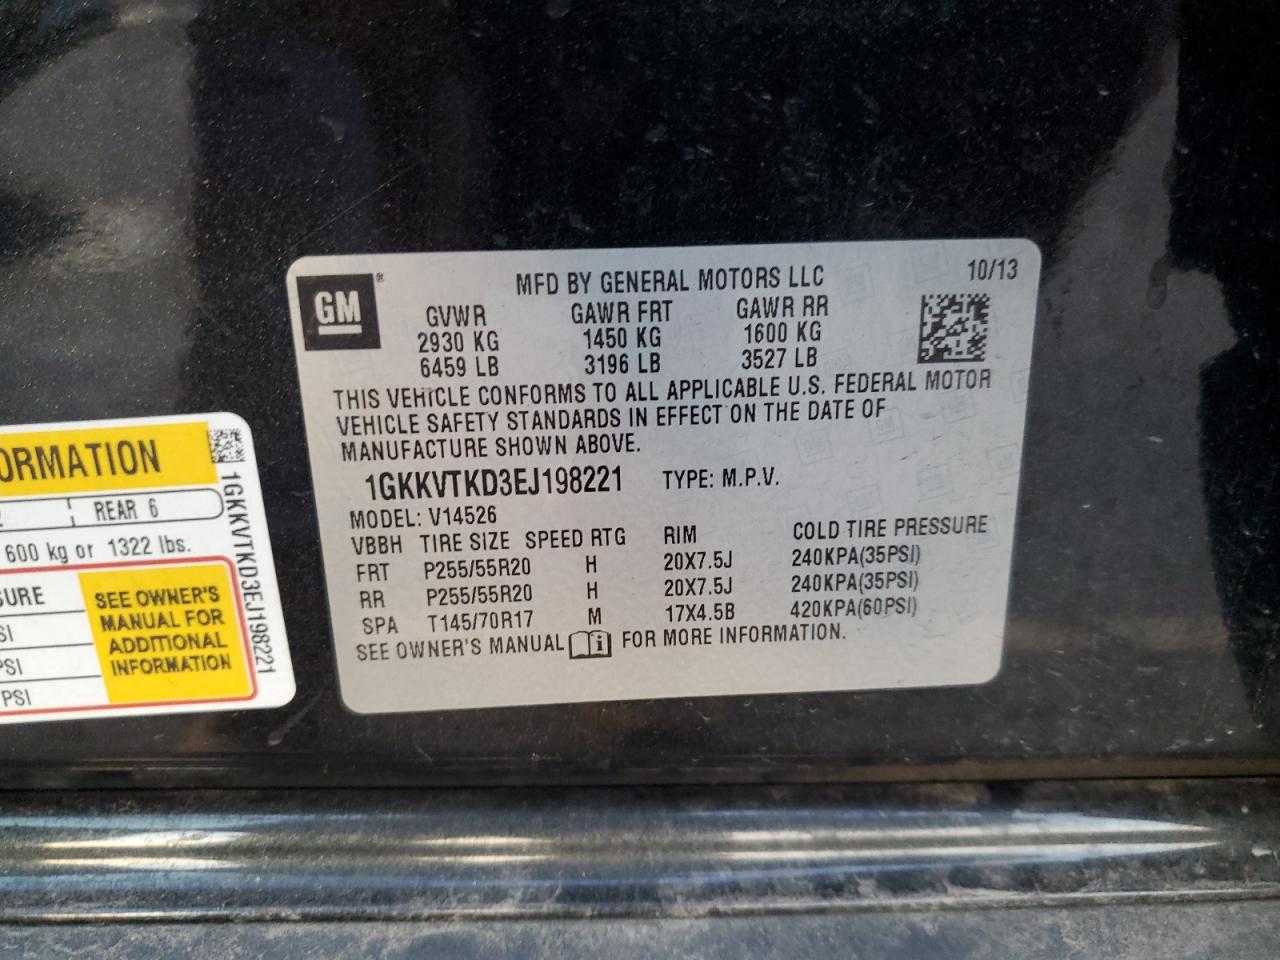 GM ®
MFD BY GENERAL MOTORS LLC 10/13
GVWR GAWR FRT GAWR RR
2930 KG 1450 KG 1600 KG
6459 LB 3196 LB 3527 LB
THIS VEHICLE CONFORMS TO ALL APPLICABLE U.S. FEDERAL MOTOR
VEHICLE SAFETY STANDARDS IN EFFECT ON THE DATE OF
MANUFACTURE SHOWN ABOVE.
1GKKVTKD3EJ198221 TYPE: M.P.V.
MODEL: V14526
VBBH TIRE SIZE SPEED RTG RIM COLD TIRE PRESSURE
FRT P255/55R20 H 20X7.5J 240KPA(35PSI)
RR P255/55R20 H 20X7.5J 240KPA(35PSI)
SPA T145/70R17 M 17X4.5B 420KPA(60PSI)
SEE OWNER'S MANUAL i FOR MORE INFORMATION.
ORMATION
REAR 6
600 kg or 1322 lbs.
URE
SI
PSI
PSI
SEE OWNER'S
MANUAL FOR
ADDITIONAL
INFORMATION
1GKKVTKD3EJ198221